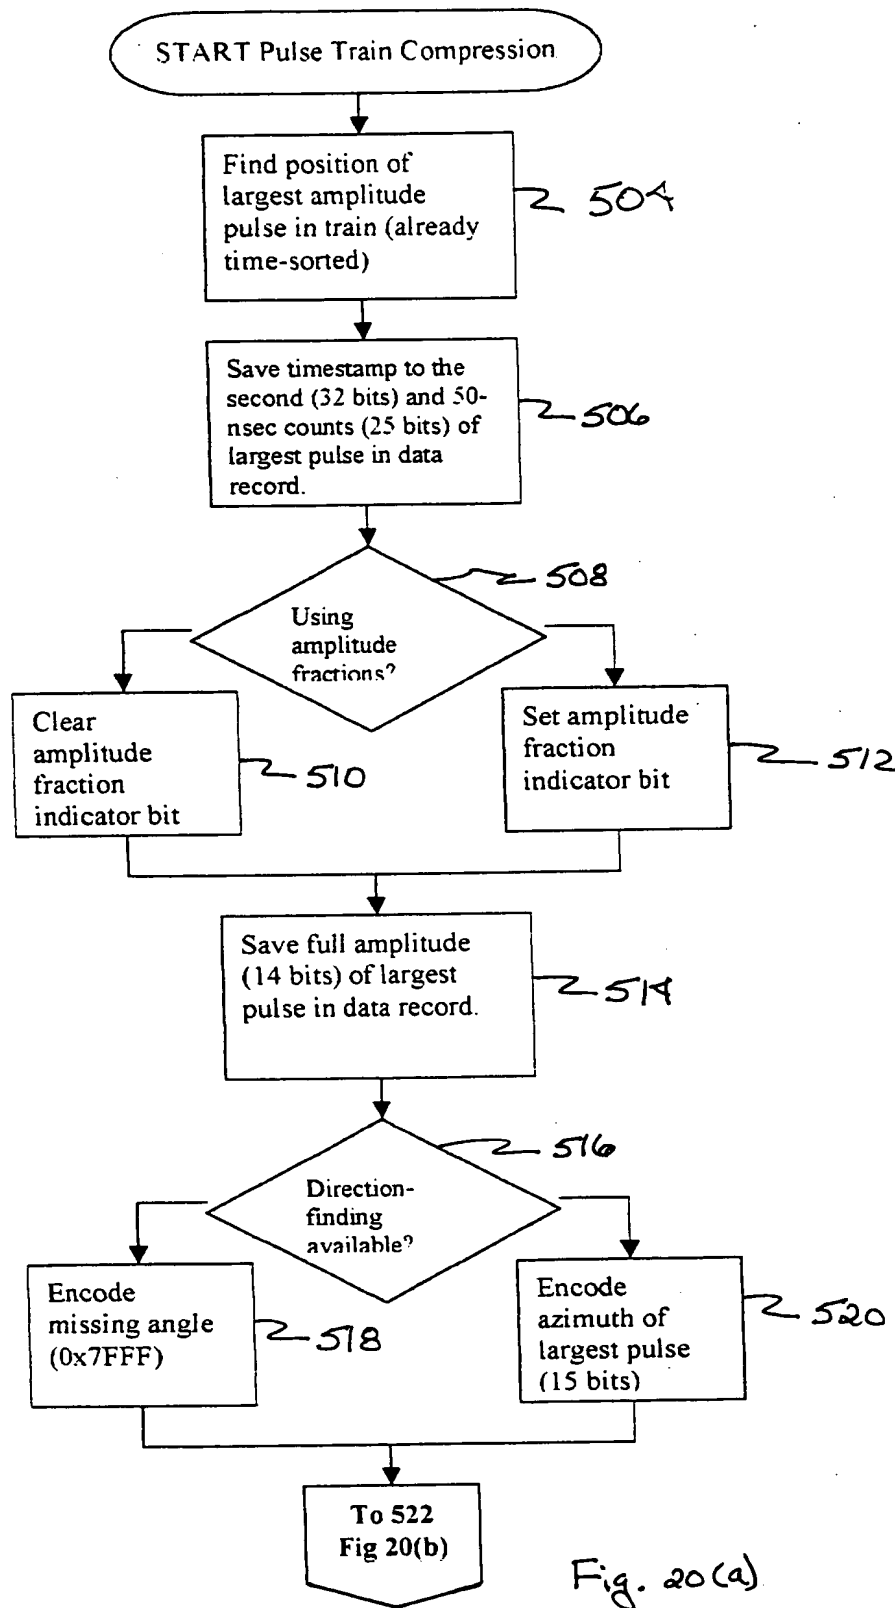 START Pulse Train Compression
Find position of
largest amplitude
pulse in train (already
time-sorted)
504
Save timestamp to the
second (32 bits) and 50-
nsec counts (25 bits) of
largest pulse in data
record.
506
508
Using
amplitude
fractions?
Clear
amplitude
fraction
indicator bit
510
Set amplitude
fraction
indicator bit
512
Save full amplitude
(14 bits) of largest
pulse in data record.
514
516
Direction-
finding
available?
Encode
missing angle
(0x7FFF)
518
Encode
azimuth of
largest pulse
(15 bits)
520
To 522
Fig 20(b)
Fig. 20(a)